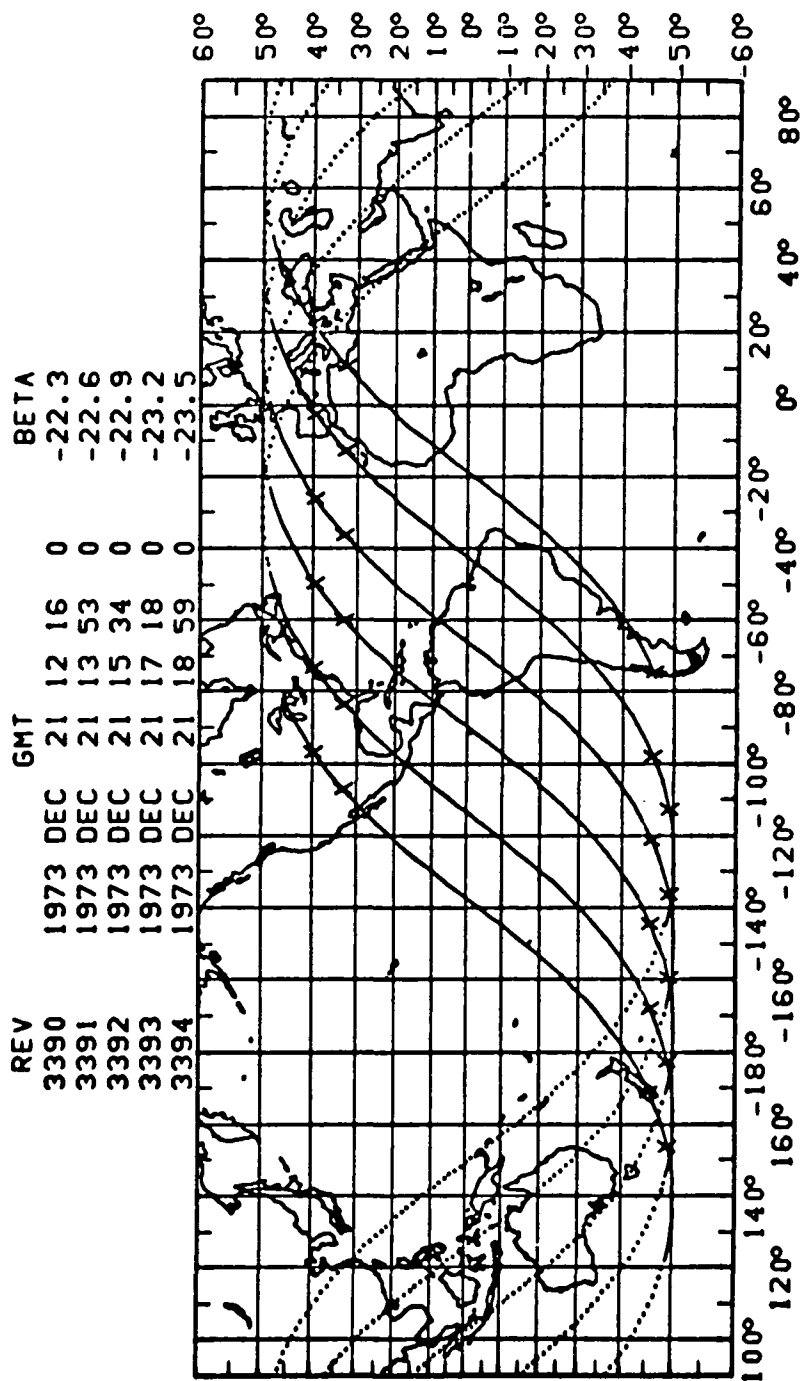 REV GMT BETA
3390 1973 DEC 21 12 16 0 -22.3
3391 1973 DEC 21 13 53 0 -22.6
3392 1973 DEC 21 15 34 0 -22.9
3393 1973 DEC 21 17 18 0 -23.2
3394 1973 DEC 21 18 59 0 -23.5
60°
50°
40°
30°
20°
10°
0°
-10°
-20°
-30°
-40°
-50°
-60°
100° 120° 140° 160° -180° -160° -140° -120° -100° -80° -60° -40° -20° 0° 20° 40° 60° 80°